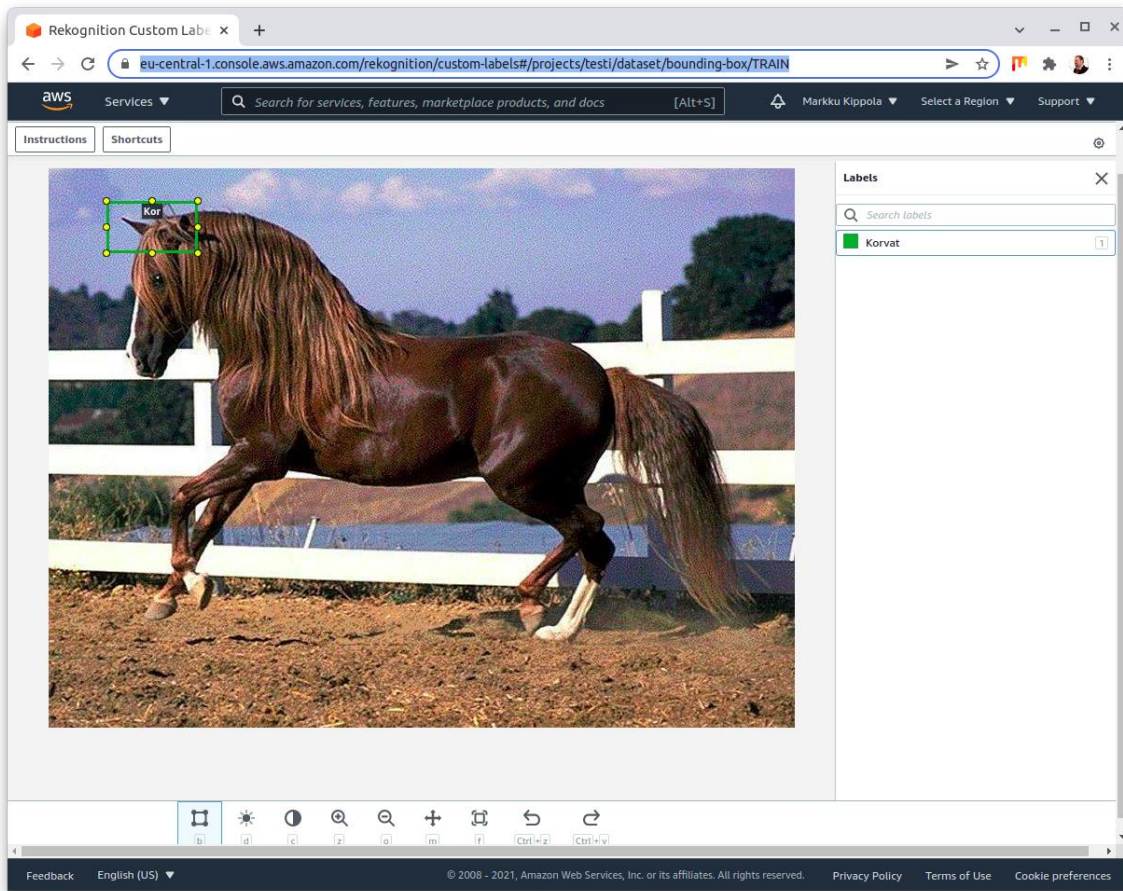 Rekognition Custom Labe
eu-central-1.console.aws.amazon.com/rekognition/custom-labels#/projects/testi/dataset/bounding-box/TRAIN
aws Services ▼ Search for services, features, marketplace products, and docs [Alt+S] Markku Kippola ▼ Select a Region ▼ Support ▼
Instructions Shortcuts
Labels
Kor
Search labels
Korvat 1
b d c z o m f Ctrl+z Ctrl+y
Feedback English (US) ▼ © 2008 - 2021, Amazon Web Services, Inc. or its affiliates. All rights reserved. Privacy Policy Terms of Use Cookie preferences